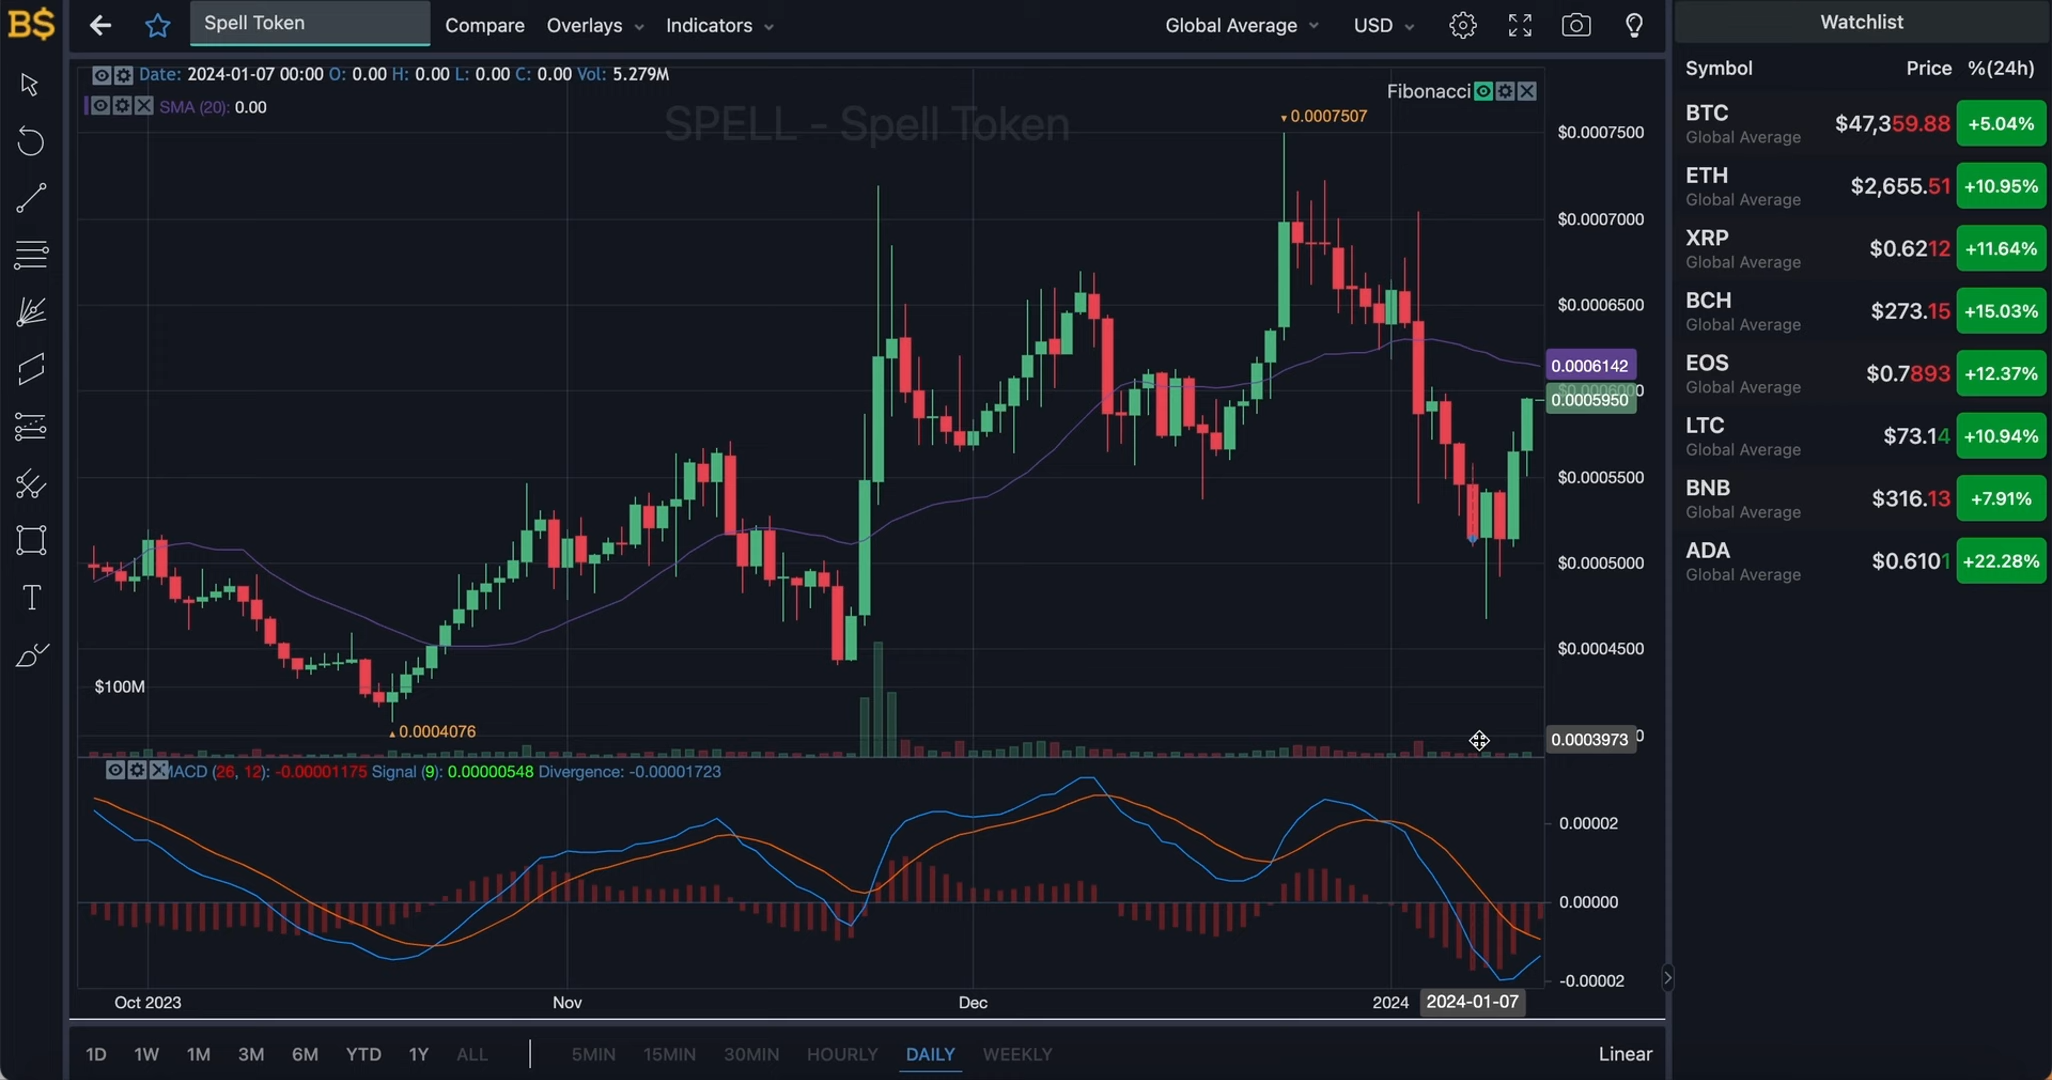 B$
Spell Token
Compare
Overlays
Indicators
Global Average
USD
Watchlist
Symbol Price %(24h)
Date: 2024-01-07 00:00 O: 0.00 H: 0.00 L: 0.00 C: 0.00 Vol: 5.279M
SMA (20): 0.00
SPELL - Spell Token
Fibonacci
0.0007507
$0.0007500
$0.0007000
$0.0006500
0.0006142
$0.0006000
0.0005950
$0.0005500
$0.0005000
$0.0004500
0.0003973
$100M
0.0004076
MACD (26, 12): -0.00001175 Signal (9): 0.00000548 Divergence: -0.00001723
0.00002
0.00000
-0.00002
Oct 2023
Nov
Dec
2024
2024-01-07
1D 1W 1M 3M 6M YTD 1Y ALL
5MIN 15MIN 30MIN HOURLY DAILY WEEKLY
Linear
BTC $47,359.88 +5.04%
Global Average
ETH $2,655.51 +10.95%
Global Average
XRP $0.6212 +11.64%
Global Average
BCH $273.15 +15.03%
Global Average
EOS $0.7893 +12.37%
Global Average
LTC $73.14 +10.94%
Global Average
BNB $316.13 +7.91%
Global Average
ADA $0.6101 +22.28%
Global Average
T